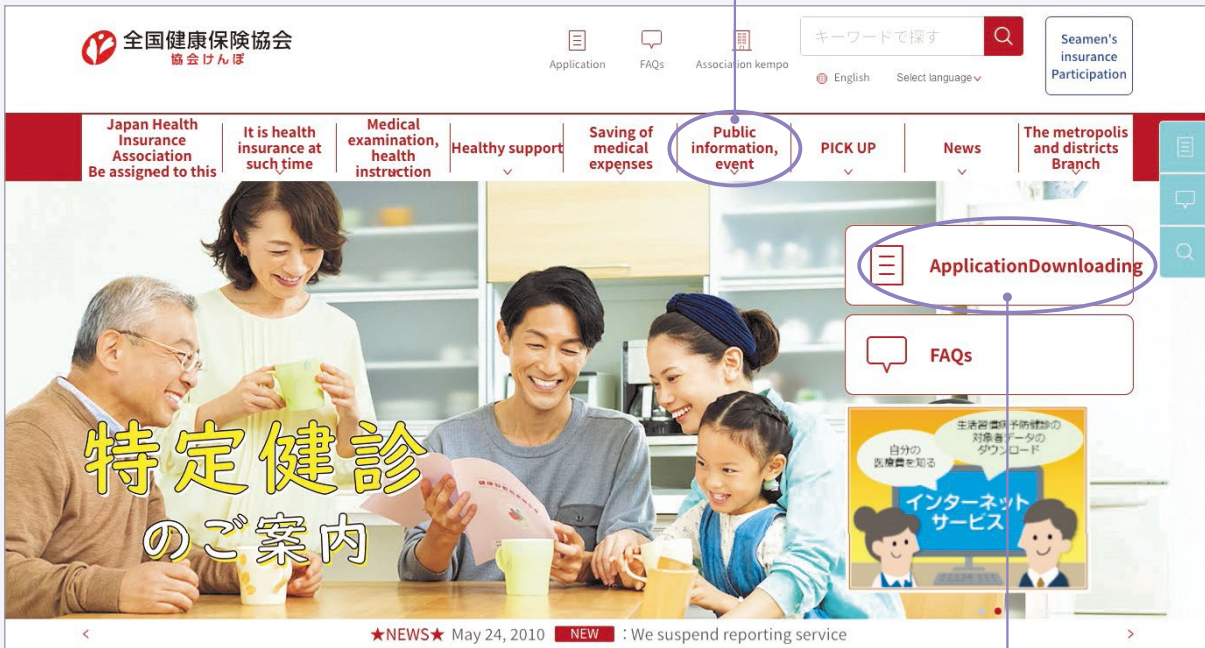 全国健康保険協会
協会けんぽ
Application
FAQs
Association kempo
キーワードで探す
English
Select language
Seamen's
insurance
Participation
Japan Health
Insurance
Association
Be assigned to this
It is health
insurance at
such time
Medical
examination,
health
instruction
Healthy support
Saving of
medical
expenses
Public
information,
event
PICK UP
News
The metropolis
and districts
Branch
ApplicationDownloading
FAQs
特定健診
のご案内
自分の
医療費を知る
生活習慣病予防健診の
対象者データの
ダウンロード
インターネット
サービス
★NEWS★ May 24, 2010 NEW : We suspend reporting service